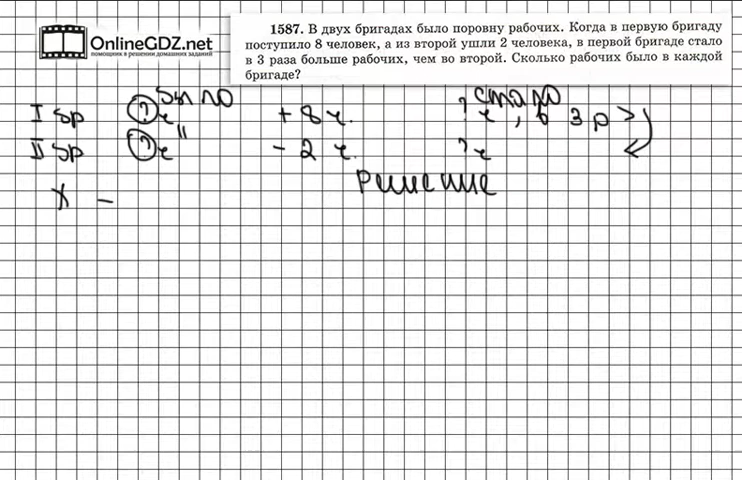 OnlineGDZ.net
помощник в решении домашних заданий
1587. В двух бригадах было поровну рабочих. Когда в первую бригаду
поступило 8 человек, а из второй ушли 2 человека, в первой бригаде стало
в 3 раза больше рабочих, чем во второй. Сколько рабочих было в каждой
бригаде?
было стало
I бр ? ч + 8 ч. ? ч , в 3 р >
II бр ? ч - 2 ч. ? ч
Решение
х -